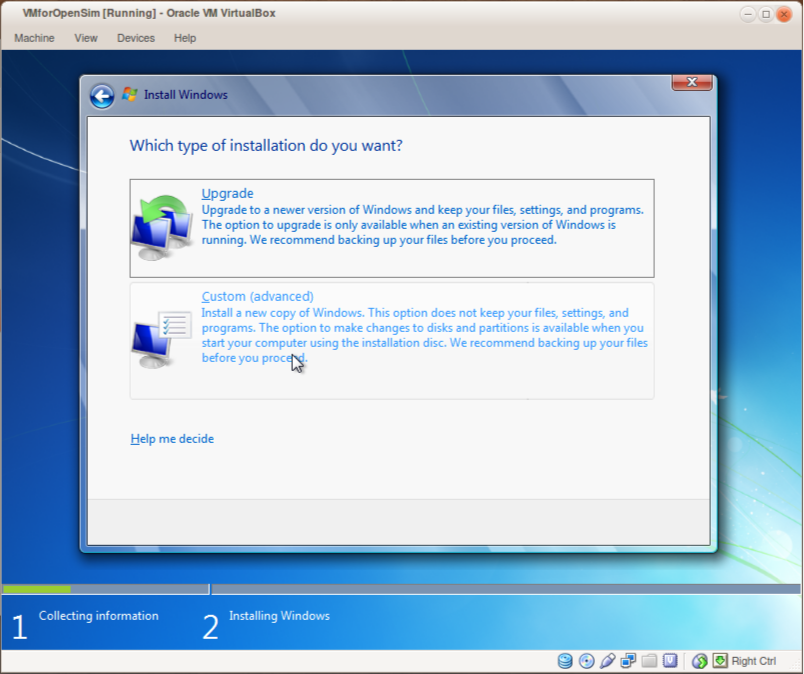 VMforOpenSim [Running] - Oracle VM VirtualBox
Machine View Devices Help
Install Windows
Which type of installation do you want?
Upgrade
Upgrade to a newer version of Windows and keep your files, settings, and programs.
The option to upgrade is only available when an existing version of Windows is
running. We recommend backing up your files before you proceed.
Custom (advanced)
Install a new copy of Windows. This option does not keep your files, settings, and
programs. The option to make changes to disks and partitions is available when you
start your computer using the installation disc. We recommend backing up your files
before you proceed.
Help me decide
1 Collecting information 2 Installing Windows
Right Ctrl